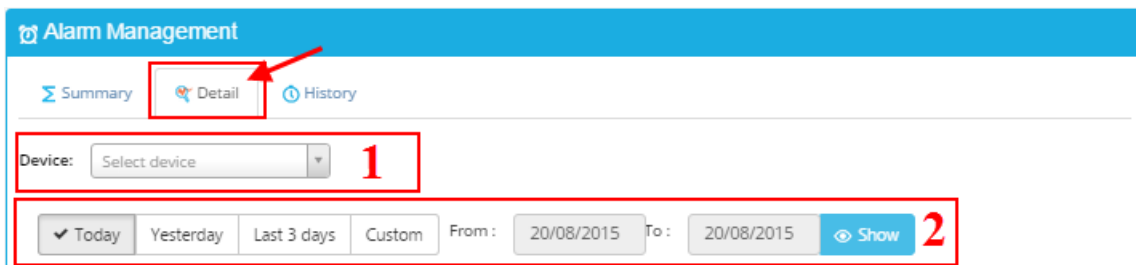 Alarm Management
Summary Detail History
Device: Select device 1
Today Yesterday Last 3 days Custom From : 20/08/2015 To : 20/08/2015 Show 2